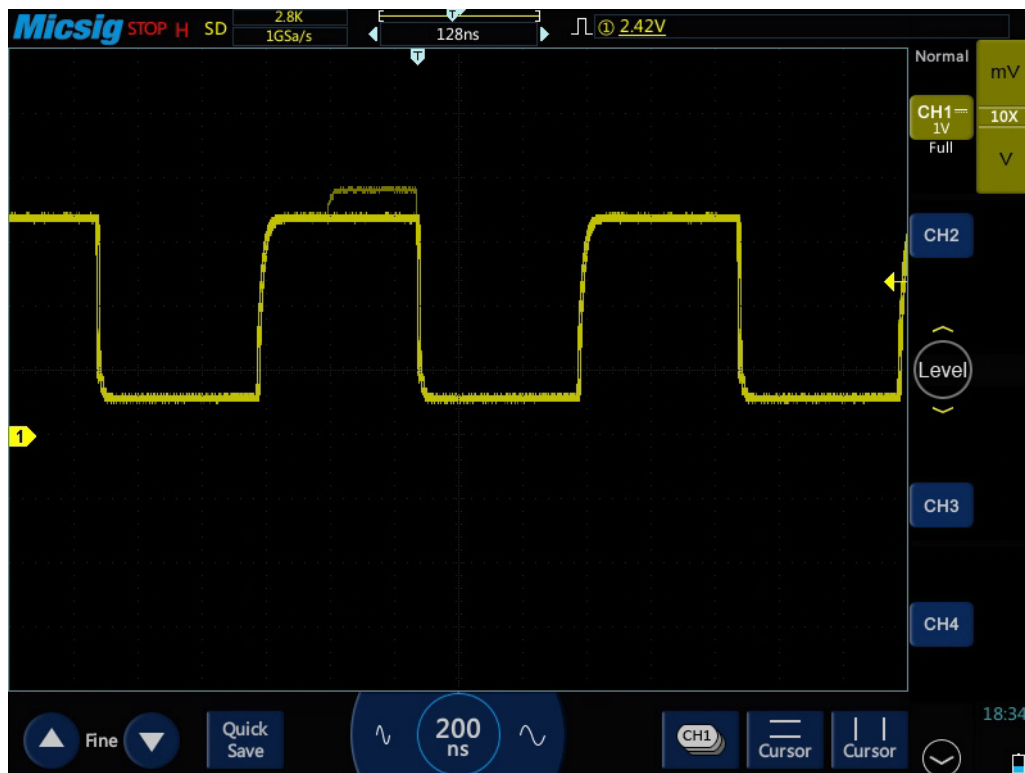 Micsig STOP H SD 2.8K
1GSa/s
T
128ns
① 2.42V
T
Normal
mV
CH1
1V
Full
10X
V
CH2
1
Level
CH3
CH4
Fine
Quick
Save
200
ns
CH1
Cursor
Cursor
18:34